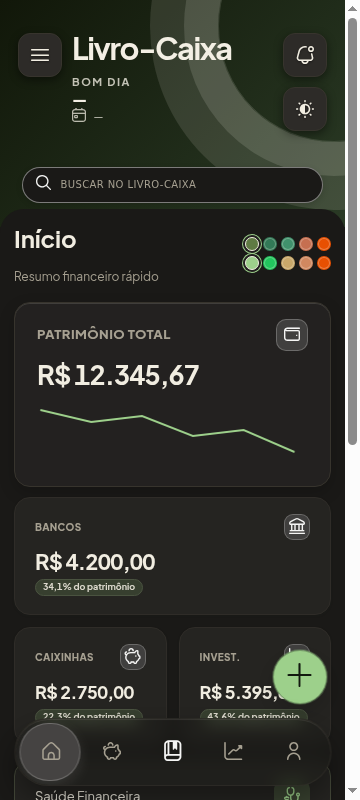 Livro-Caixa
BOM DIA
—
—
BUSCAR NO LIVRO-CAIXA
Início
Resumo financeiro rápido
PATRIMÔNIO TOTAL
R$ 12.345,67
BANCOS
R$ 4.200,00
34,1% do patrimônio
CAIXINHAS
R$ 2.750,00
22,3% do patrimônio
INVEST.
R$ 5.395,
43,6% do patrimônio
Saúde Financeira